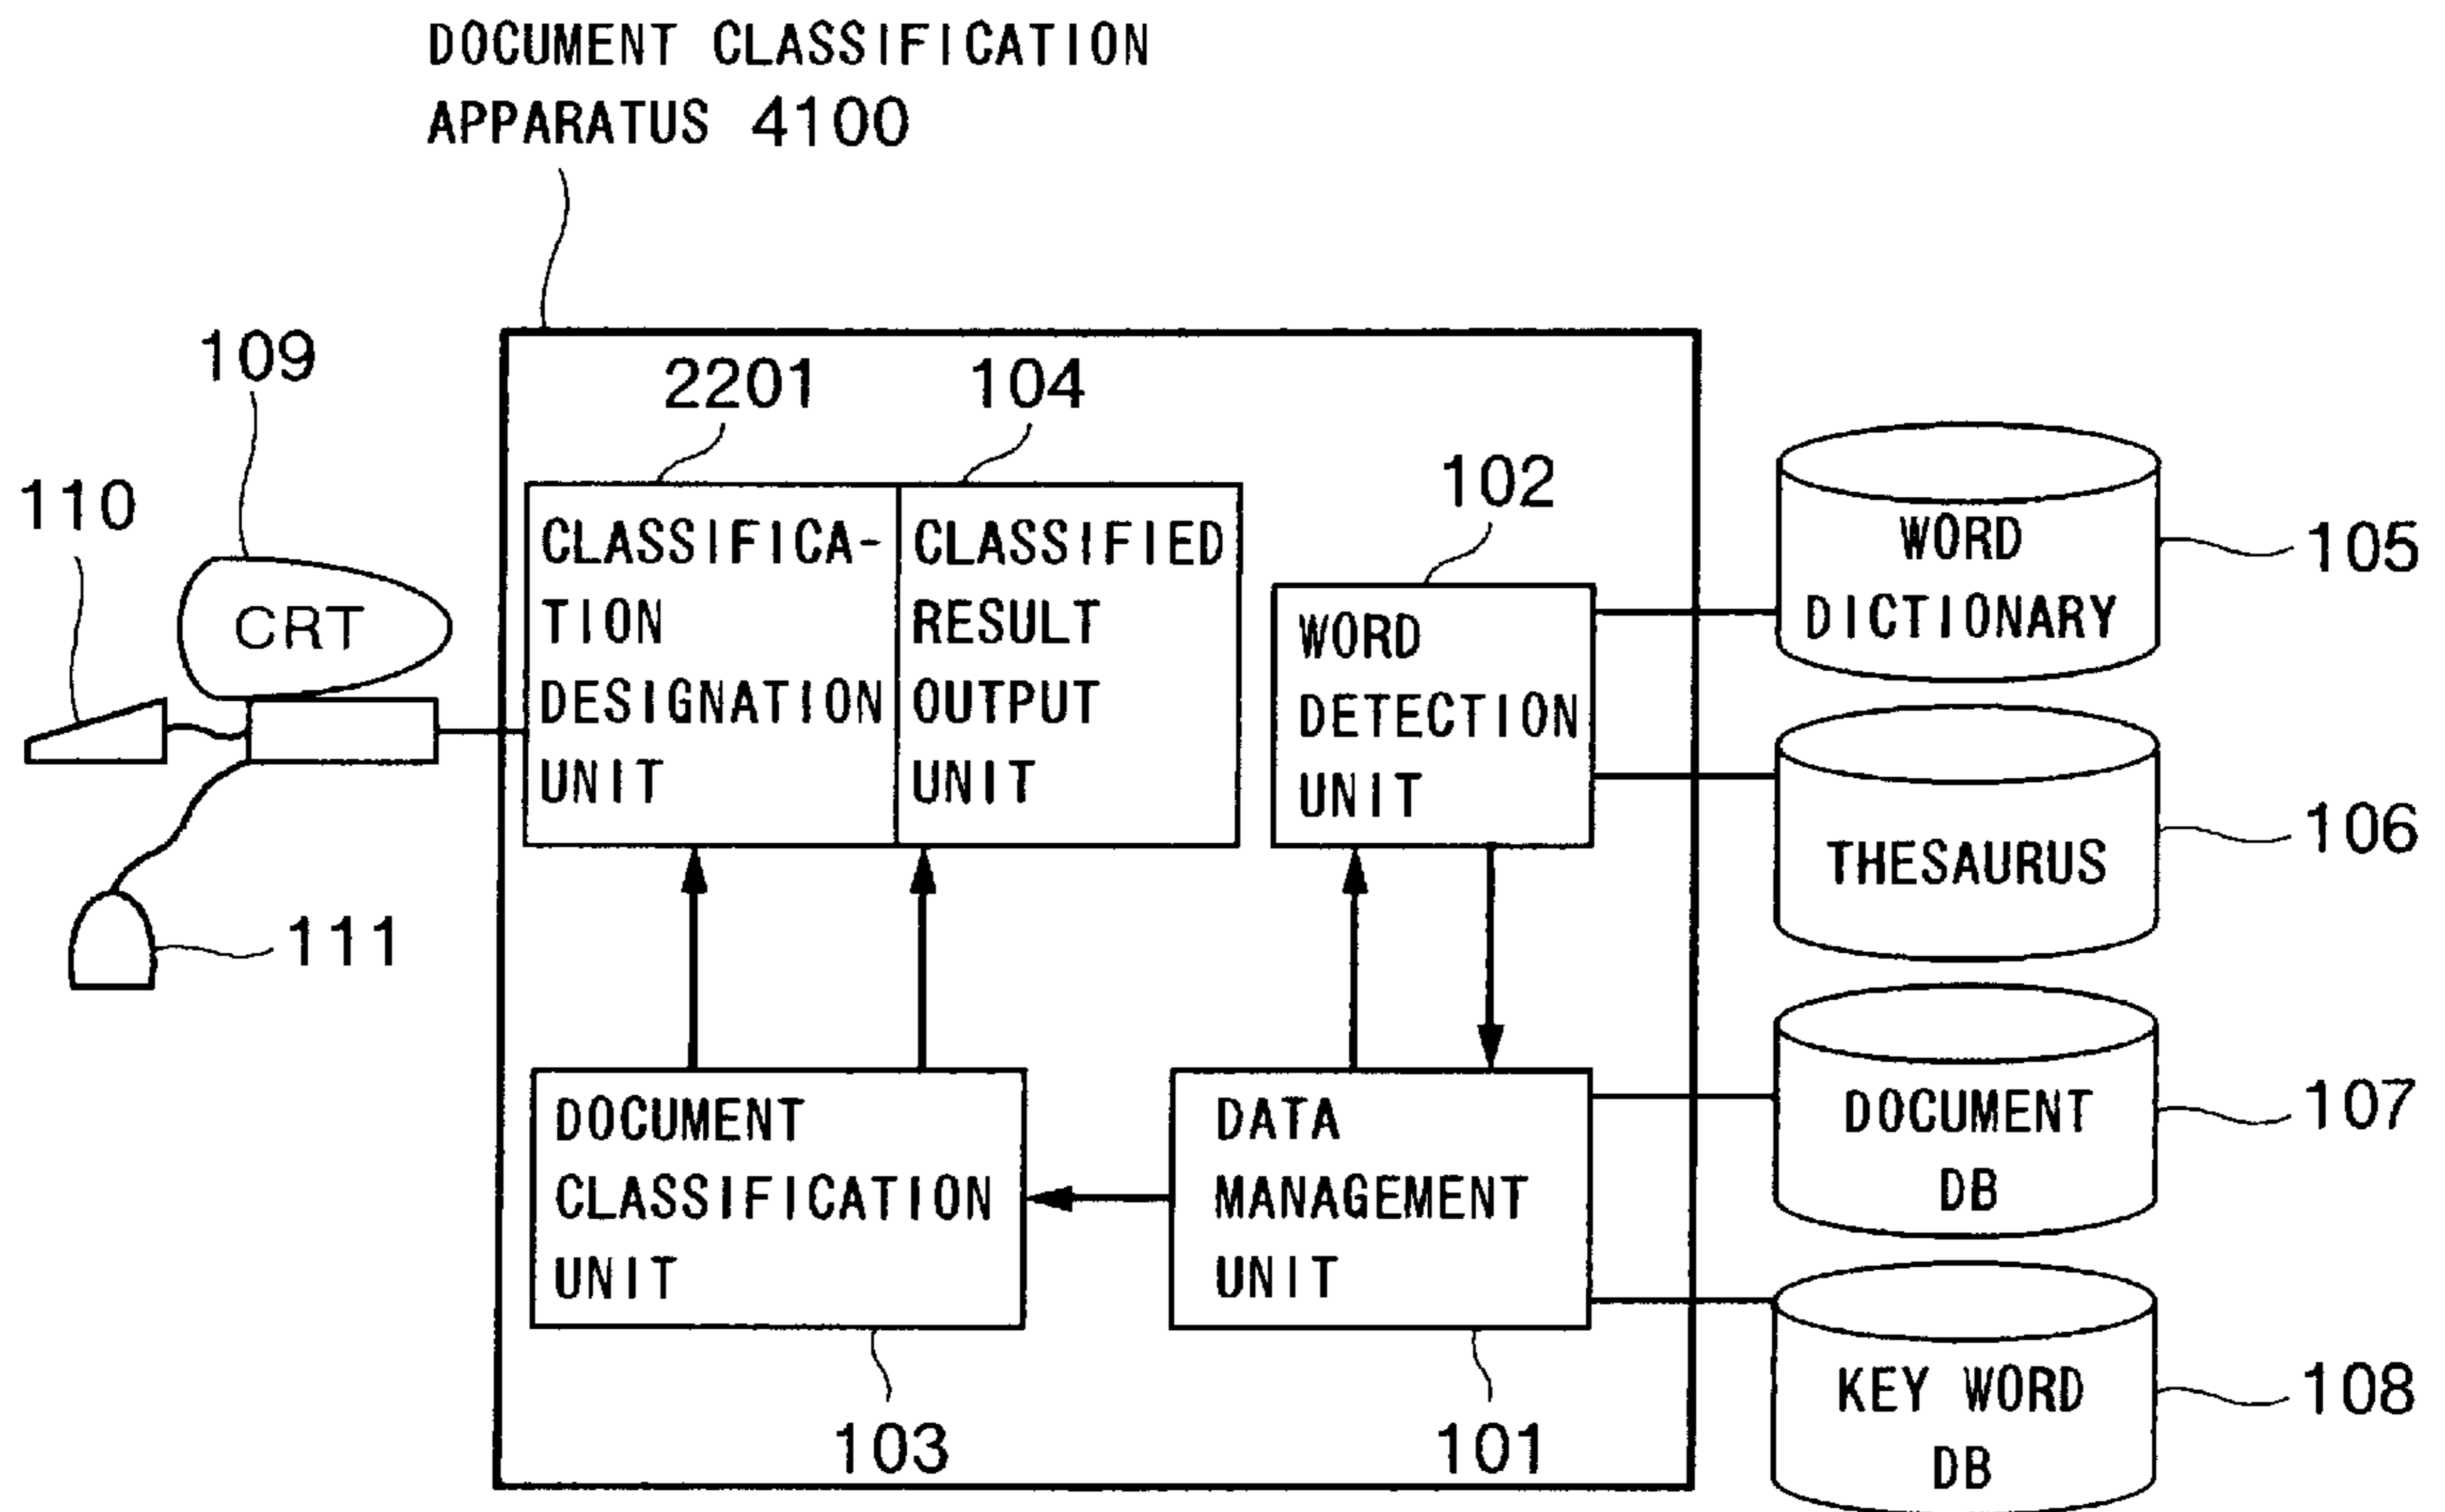 DOCUMENT CLASSIFICATION
APPARATUS 4100
109
110
CRT
111
2201
104
102
CLASSIFICA-
TION
DESIGNATION
UNIT
CLASSIFIED
RESULT
OUTPUT
UNIT
WORD
DETECTION
UNIT
WORD
DICTIONARY
105
THESAURUS
106
DOCUMENT
CLASSIFICATION
UNIT
103
DATA
MANAGEMENT
UNIT
101
DOCUMENT
DB
107
KEY WORD
DB
108